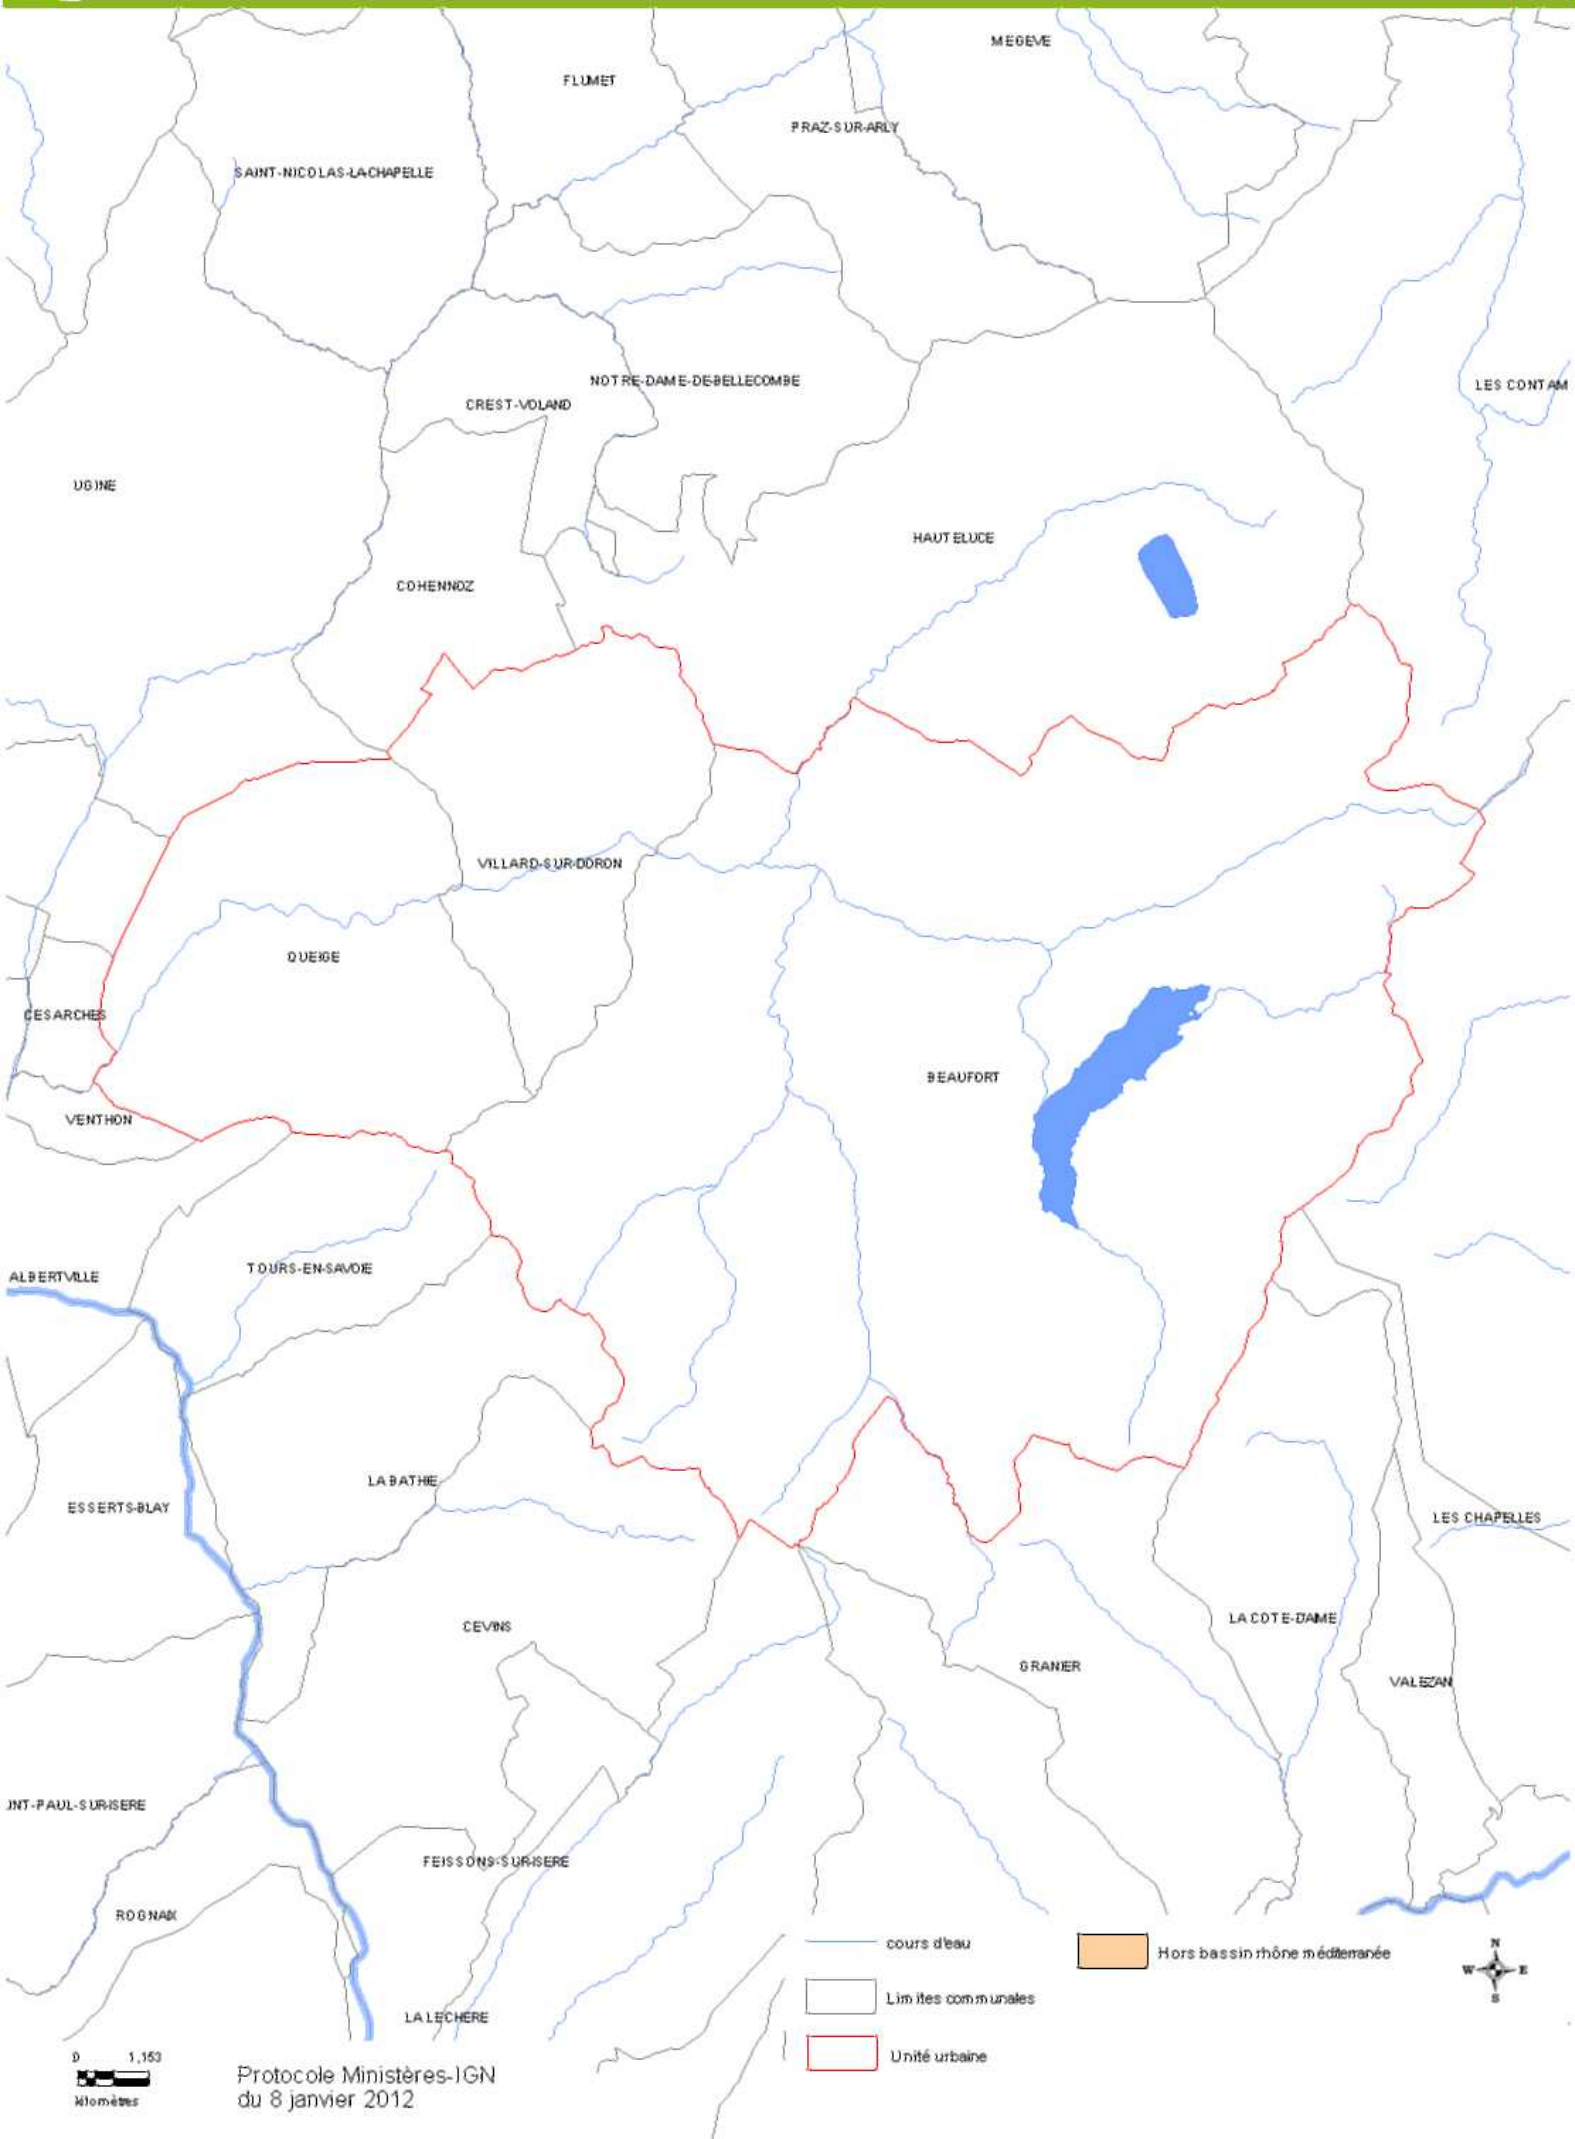 MEGEVE
FLUMET
PRAZ-SUR-ARLY
SAINT-NICOLAS-LA-CHAPELLE
NOTRE-DAME-DE-BELLECOMBE
LES CONTAM
CREST-VOLAND
UGINE
HAUTELUCE
COHENNOZ
VILLARD-SUR-DORON
QUEIGE
CESARCHES
BEAUFORT
VENTHON
TOURS-EN-SAVOIE
ALBERTVILLE
LA BATHIE
ESSERTS-BLAY
LES CHAPELLES
LA COTE-D'AIME
CEVINS
GRANIER
VALEZAN
INT-PAUL-SUR-ISERE
FEISSONS-SUR-ISERE
ROGNAIX
cours d'eau
Hors bassin rhône méditerranée
N
W E
S
Limites communales
LA LECHERE
Unité urbaine
0 1,153
kilomètres
Protocole Ministères-IGN
du 8 janvier 2012